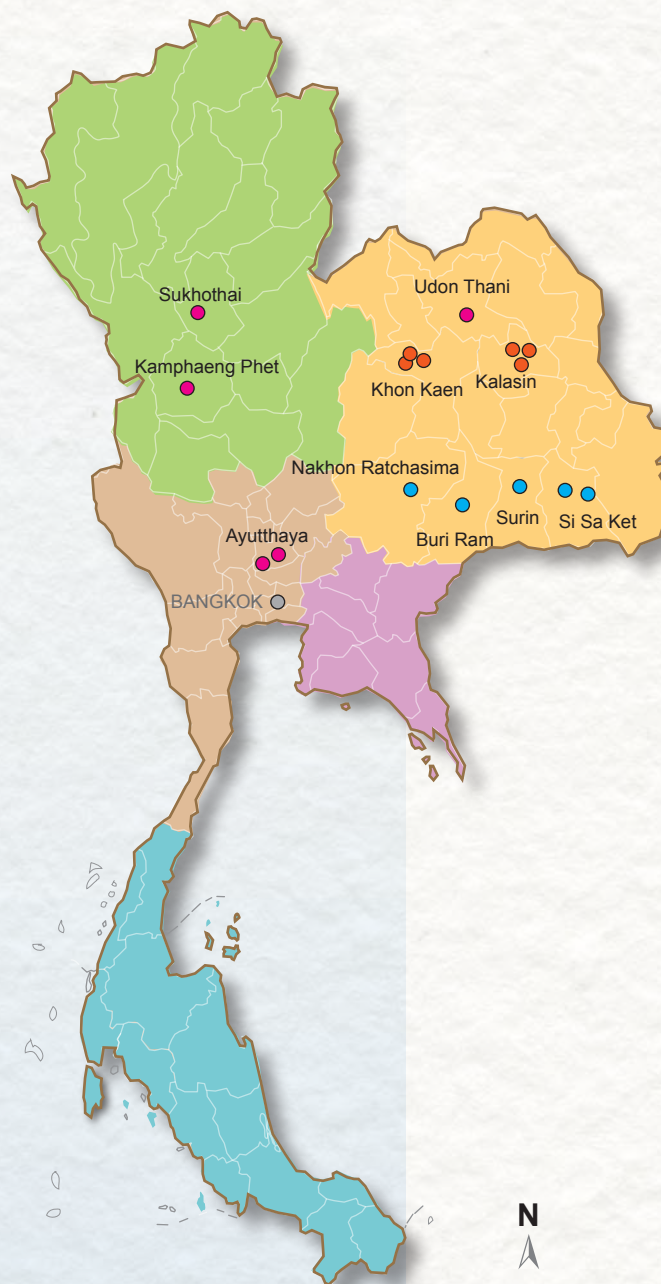 Udon Thani
Sukhothai
Kamphaeng Phet
Khon Kaen
Kalasin
Nakhon Ratchasima
Surin
Si Sa Ket
Buri Ram
Ayutthaya
BANGKOK
N